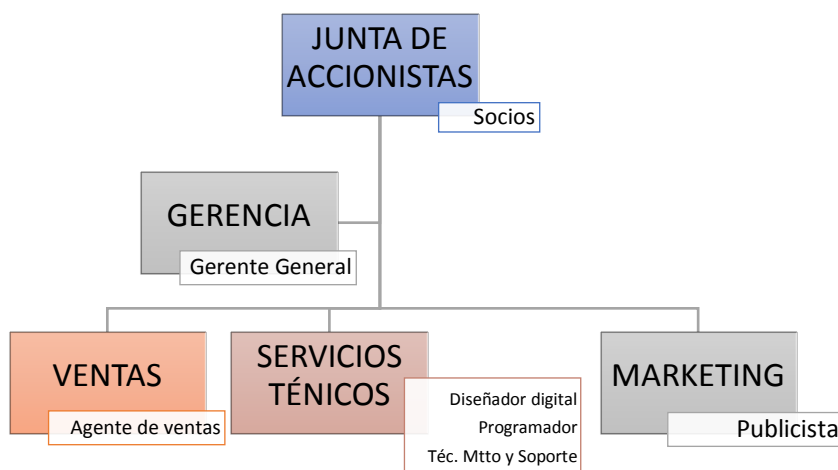 JUNTA DE
ACCIONISTAS
Socios
GERENCIA
Gerente General
VENTAS
Agente de ventas
SERVICIOS
TÉNICOS
Diseñador digital
Programador
Téc. Mtto y Soporte
MARKETING
Publicista